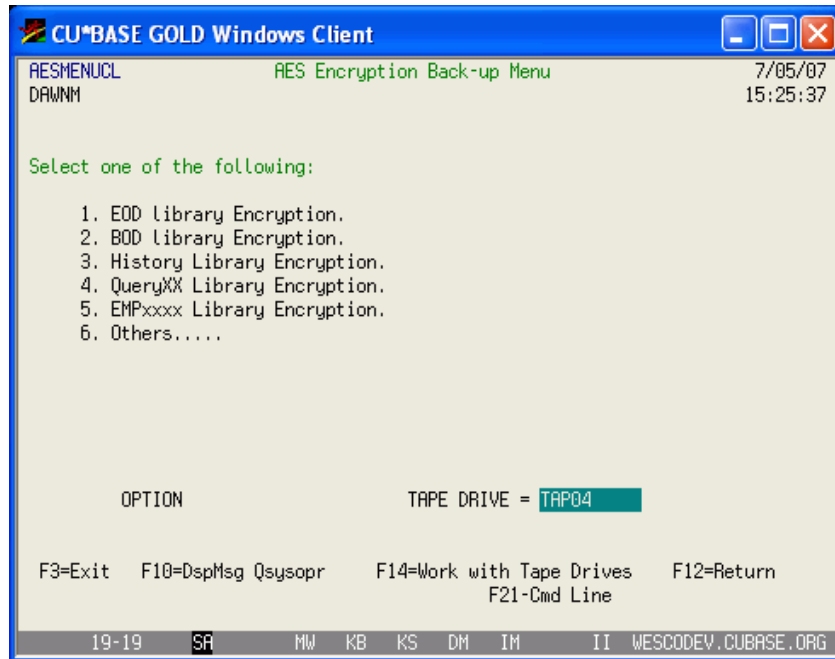 CU*BASE GOLD Windows Client
AESMENUCL AES Encryption Back-up Menu 7/05/07
DAWNM 15:25:37
Select one of the following:
1. EOD library Encryption.
2. BOD library Encryption.
3. History Library Encryption.
4. QueryXX Library Encryption.
5. EMPxxxx Library Encryption.
6. Others.....
OPTION TAPE DRIVE = TAP04
F3=Exit F10=DspMsg Qsysopr F14=Work with Tape Drives F12=Return
F21-Cmd Line
19-19 SA MW KB KS DM IM II WESCODEV.CUBASE.ORG